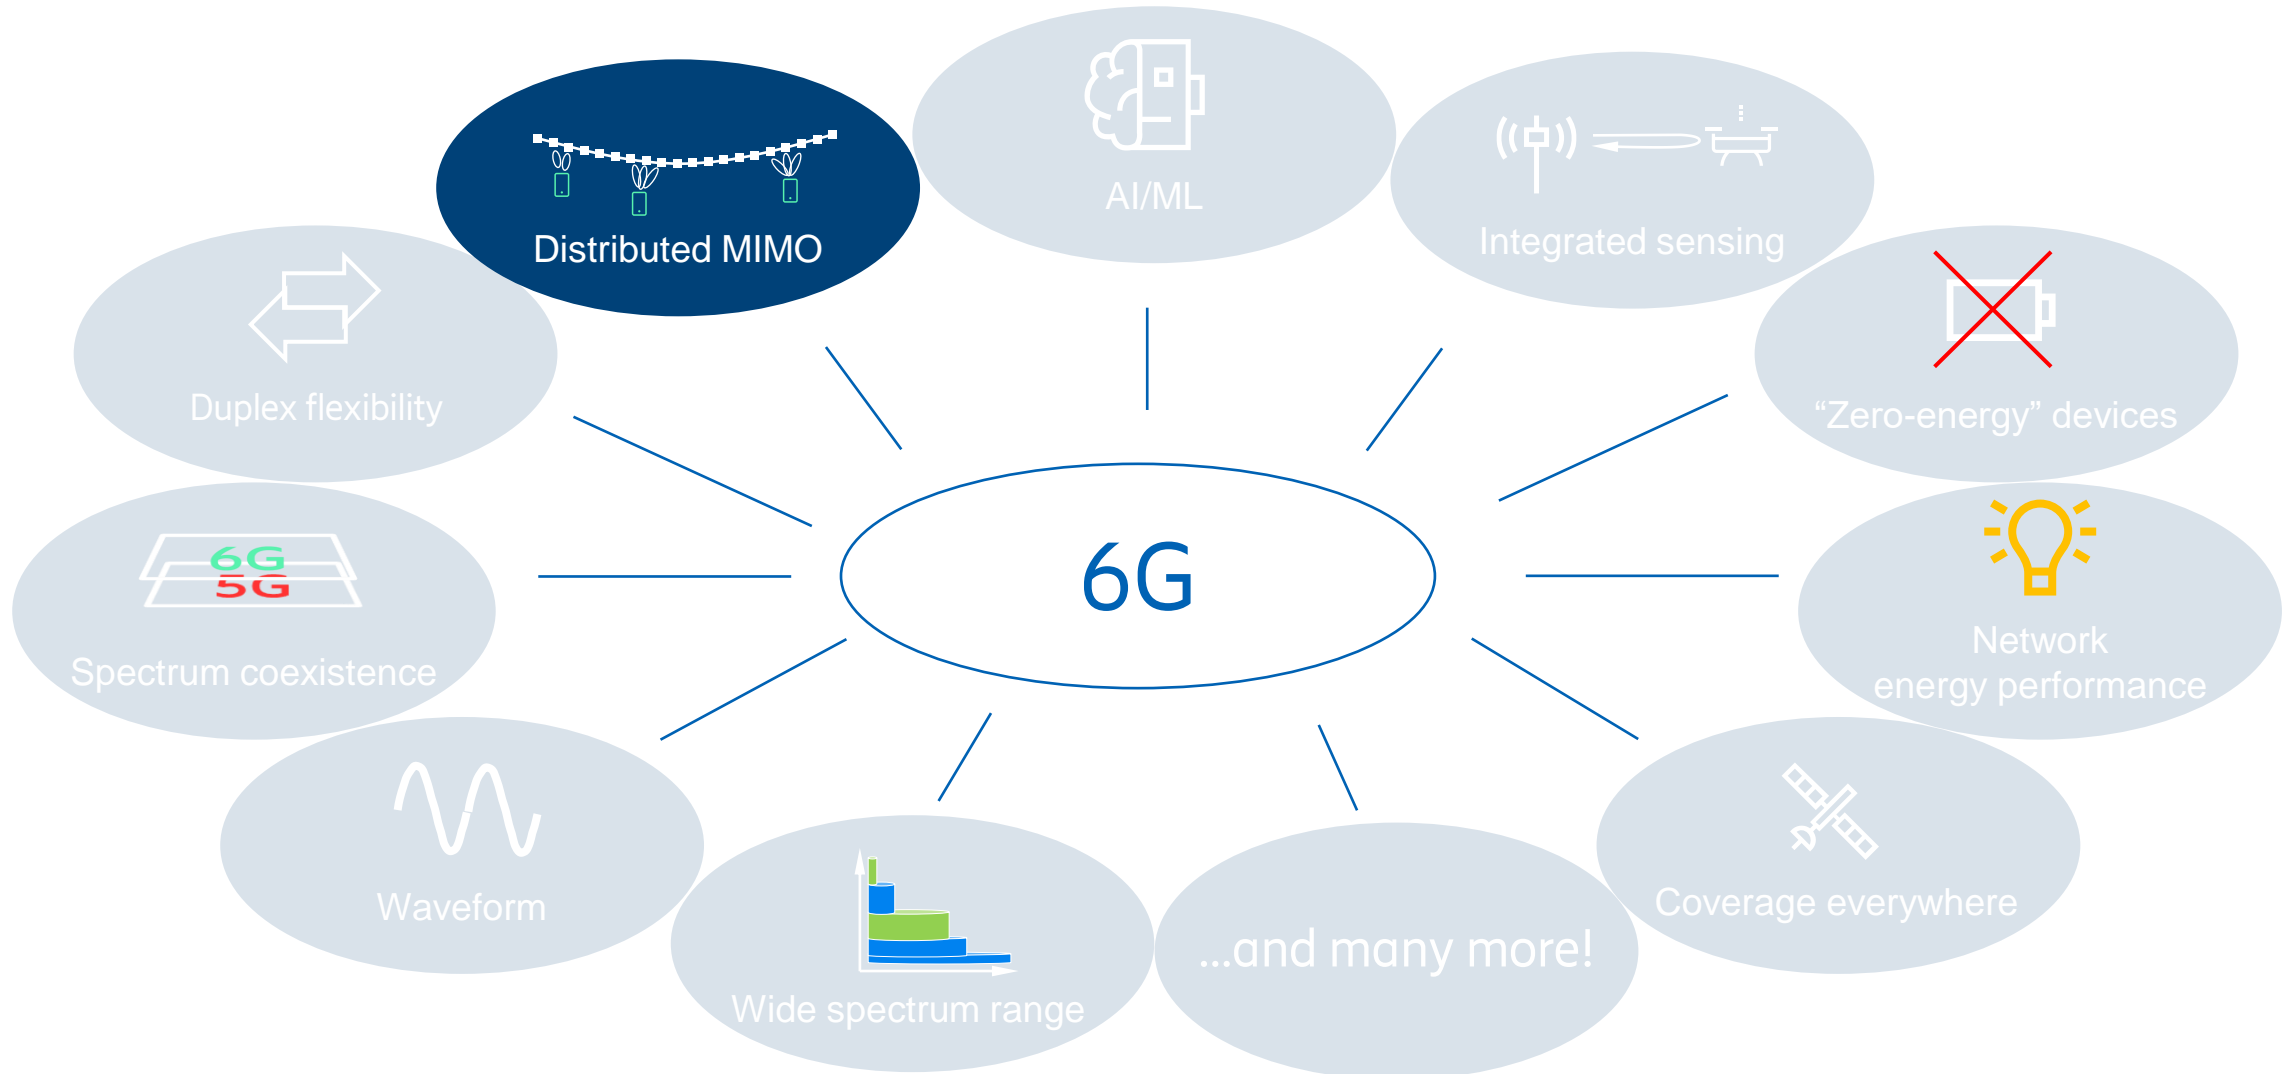 AI/ML
Distributed MIMO
Integrated sensing
Duplex flexibility
“Zero-energy” devices
6G
5G
6G
Spectrum coexistence
Network
energy performance
Waveform
Coverage everywhere
...and many more!
Wide spectrum range